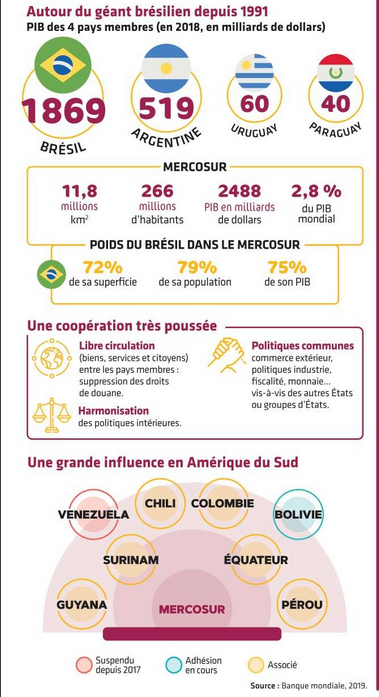 Autour du géant brésilien depuis 1991
PIB des 4 pays membres (en 2018, en milliards de dollars)
1869
BRÉSIL
519
ARGENTINE
60
URUGUAY
40
PARAGUAY
MERCOSUR
11,8
millions
km²
266
millions
d'habitants
2488
PIB en milliards
de dollars
2,8 %
du PIB
mondial
POIDS DU BRÉSIL DANS LE MERCOSUR
72%
de sa superficie
79%
de sa population
75%
de son PIB
Une coopération très poussée
Libre circulation
(biens, services et citoyens)
entre les pays membres :
suppression des droits
de douane.
Harmonisation
des politiques intérieures.
Politiques communes
commerce extérieur,
politiques industrie,
fiscalité, monnaie...
vis-à-vis des autres États
ou groupes d'États.
Une grande influence en Amérique du Sud
VENEZUELA
CHILI
COLOMBIE
BOLIVIE
SURINAM
ÉQUATEUR
GUYANA
MERCOSUR
PÉROU
Suspendu
depuis 2017
Adhésion
en cours
Associé
Source : Banque mondiale, 2019.